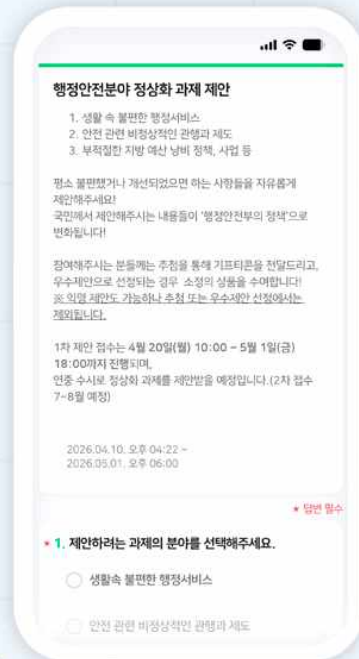 행정안전분야 정상화 과제 제안
1. 생활 속 불편한 행정서비스
2. 안전 관련 비정상적인 관행과 제도
3. 부적절한 지방 예산 낭비 정책, 사업 등
평소 불편했거나 개선되었으면 하는 사항들을 자유롭게
제안해주세요!
국민께서 제안해주시는 내용들이 '행정안전부의 정책'으로
변화됩니다!
참여해주시는 분들께는 추첨을 통해 기프티콘을 전달드리고,
우수제안으로 선정되는 경우 소정의 상품을 수여합니다!
※ 익명 제안도 가능하나 추첨 또는 우수제안 선정에서는
제외됩니다.
1차 제안 접수는 4월 20일(월) 10:00 ~ 5월 1일(금)
18:00까지 진행되며,
연중 수시로 정상화 과제를 제안받을 예정입니다.(2차 접수
7~8월 예정)
2026.04.10. 오후 04:22 ~
2026.05.01. 오후 06:00
* 답변 필수
* 1. 제안하려는 과제의 분야를 선택해주세요.
생활속 불편한 행정서비스
안전 관련 비정상적인 관행과 제도